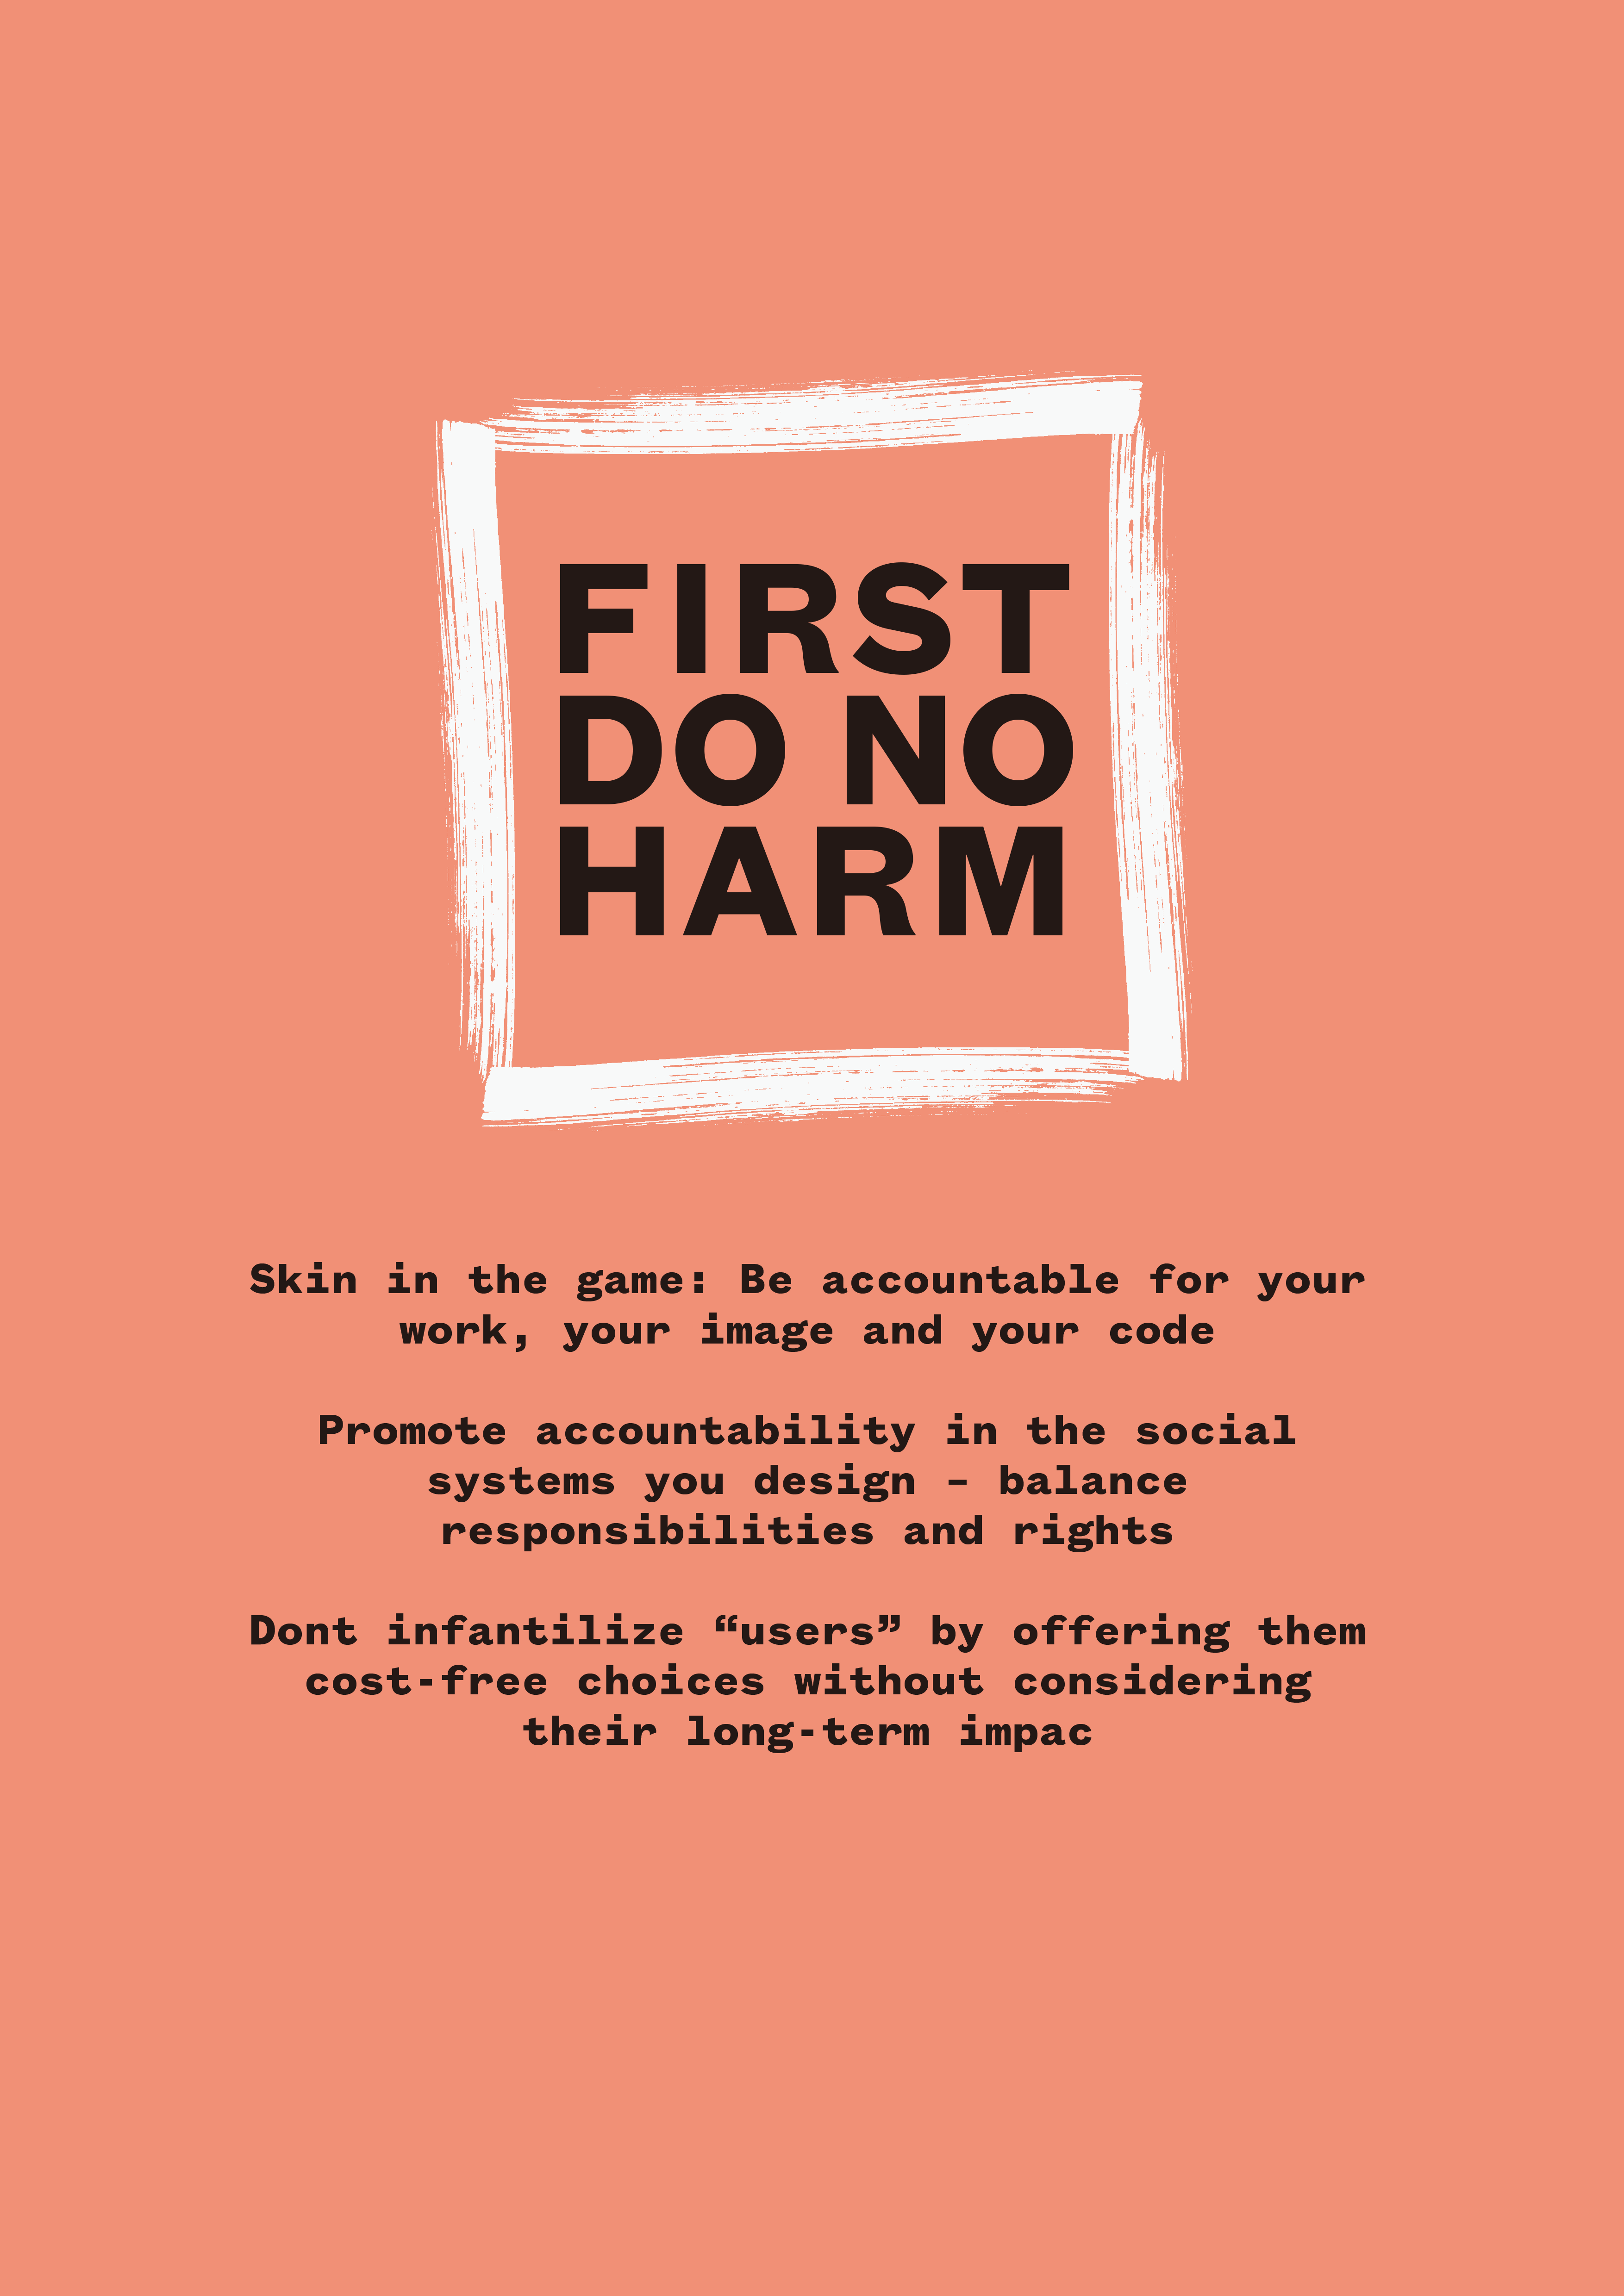 FIRST
DO NO
HARM
Skin in the game: Be accountable for your
work, your image and your code
Promote accountability in the social
systems you design – balance
responsibilities and rights
Dont infantilize “users” by offering them
cost-free choices without considering
their long-term impac